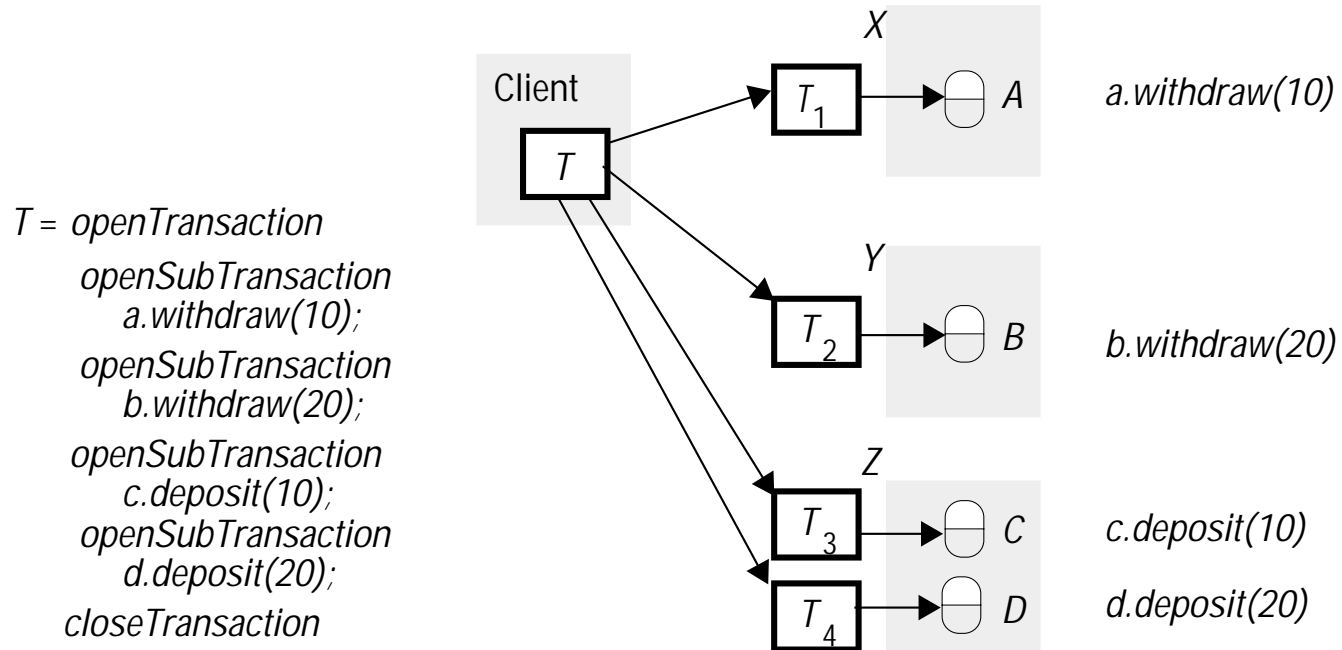 Client
T
T = openTransaction
openSubTransaction
a.withdraw(10);
openSubTransaction
b.withdraw(20);
openSubTransaction
c.deposit(10);
openSubTransaction
d.deposit(20);
closeTransaction
X
T1
A
a.withdraw(10)
Y
T2
B
b.withdraw(20)
Z
T3
C
c.deposit(10)
T4
D
d.deposit(20)